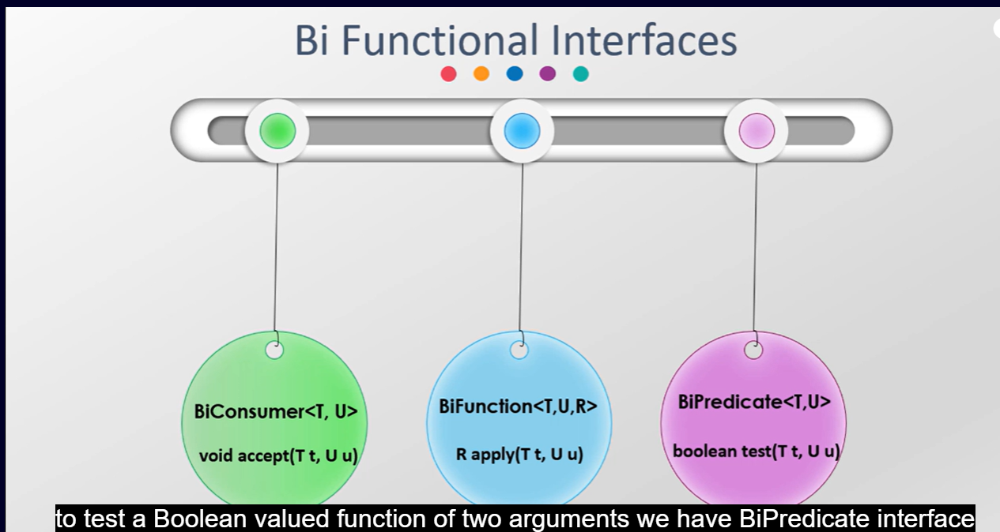 Bi Functional Interfaces
BiConsumer<T, U>
void accept(T t, U u)
BiFunction<T,U,R>
R apply(T t, U u)
BiPredicate<T,U>
boolean test(T t, U u)
to test a Boolean valued function of two arguments we have BiPredicate interface